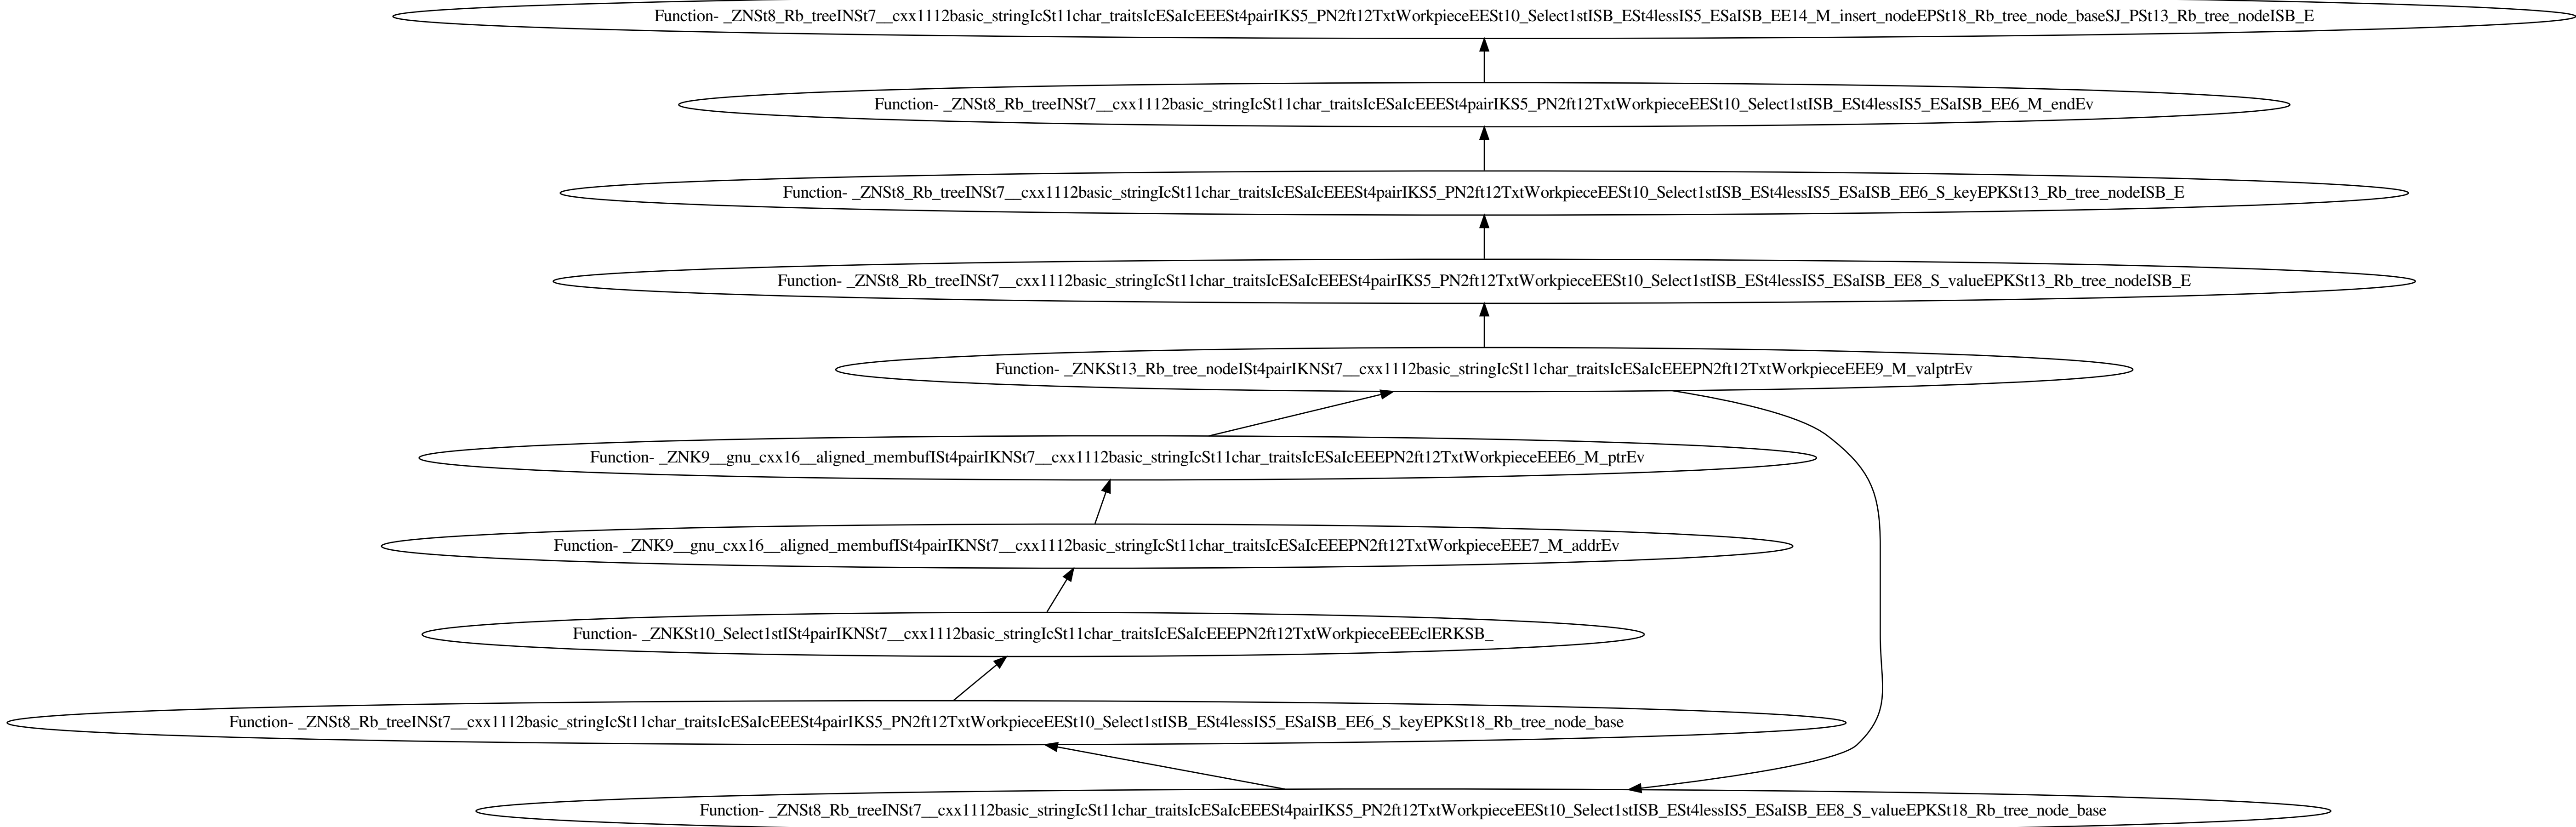 Function- _ZNSt8_Rb_treeINSt7__cxx1112basic_stringIcSt11char_traitsIcESaIcEEESt4pairIKS5_PN2ft12TxtWorkpieceEESt10_Select1stISB_ESt4lessIS5_ESaISB_EE14_M_insert_nodeEPSt18_Rb_tree_node_baseSJ_PSt13_Rb_tree_nodeISB_E
Function- _ZNSt8_Rb_treeINSt7__cxx1112basic_stringIcSt11char_traitsIcESaIcEEESt4pairIKS5_PN2ft12TxtWorkpieceEESt10_Select1stISB_ESt4lessIS5_ESaISB_EE6_M_endEv
Function- _ZNSt8_Rb_treeINSt7__cxx1112basic_stringIcSt11char_traitsIcESaIcEEESt4pairIKS5_PN2ft12TxtWorkpieceEESt10_Select1stISB_ESt4lessIS5_ESaISB_EE6_S_keyEPKSt13_Rb_tree_nodeISB_E
Function- _ZNSt8_Rb_treeINSt7__cxx1112basic_stringIcSt11char_traitsIcESaIcEEESt4pairIKS5_PN2ft12TxtWorkpieceEESt10_Select1stISB_ESt4lessIS5_ESaISB_EE8_S_valueEPKSt13_Rb_tree_nodeISB_E
Function- _ZNKSt13_Rb_tree_nodeISt4pairIKNSt7__cxx1112basic_stringIcSt11char_traitsIcESaIcEEEPN2ft12TxtWorkpieceEEE9_M_valptrEv
Function- _ZNK9__gnu_cxx16__aligned_membufISt4pairIKNSt7__cxx1112basic_stringIcSt11char_traitsIcESaIcEEEPN2ft12TxtWorkpieceEEE6_M_ptrEv
Function- _ZNK9__gnu_cxx16__aligned_membufISt4pairIKNSt7__cxx1112basic_stringIcSt11char_traitsIcESaIcEEEPN2ft12TxtWorkpieceEEE7_M_addrEv
Function- _ZNKSt10_Select1stISt4pairIKNSt7__cxx1112basic_stringIcSt11char_traitsIcESaIcEEEPN2ft12TxtWorkpieceEEEclERKSB_
Function- _ZNSt8_Rb_treeINSt7__cxx1112basic_stringIcSt11char_traitsIcESaIcEEESt4pairIKS5_PN2ft12TxtWorkpieceEESt10_Select1stISB_ESt4lessIS5_ESaISB_EE6_S_keyEPKSt18_Rb_tree_node_base
Function- _ZNSt8_Rb_treeINSt7__cxx1112basic_stringIcSt11char_traitsIcESaIcEEESt4pairIKS5_PN2ft12TxtWorkpieceEESt10_Select1stISB_ESt4lessIS5_ESaISB_EE8_S_valueEPKSt18_Rb_tree_node_base